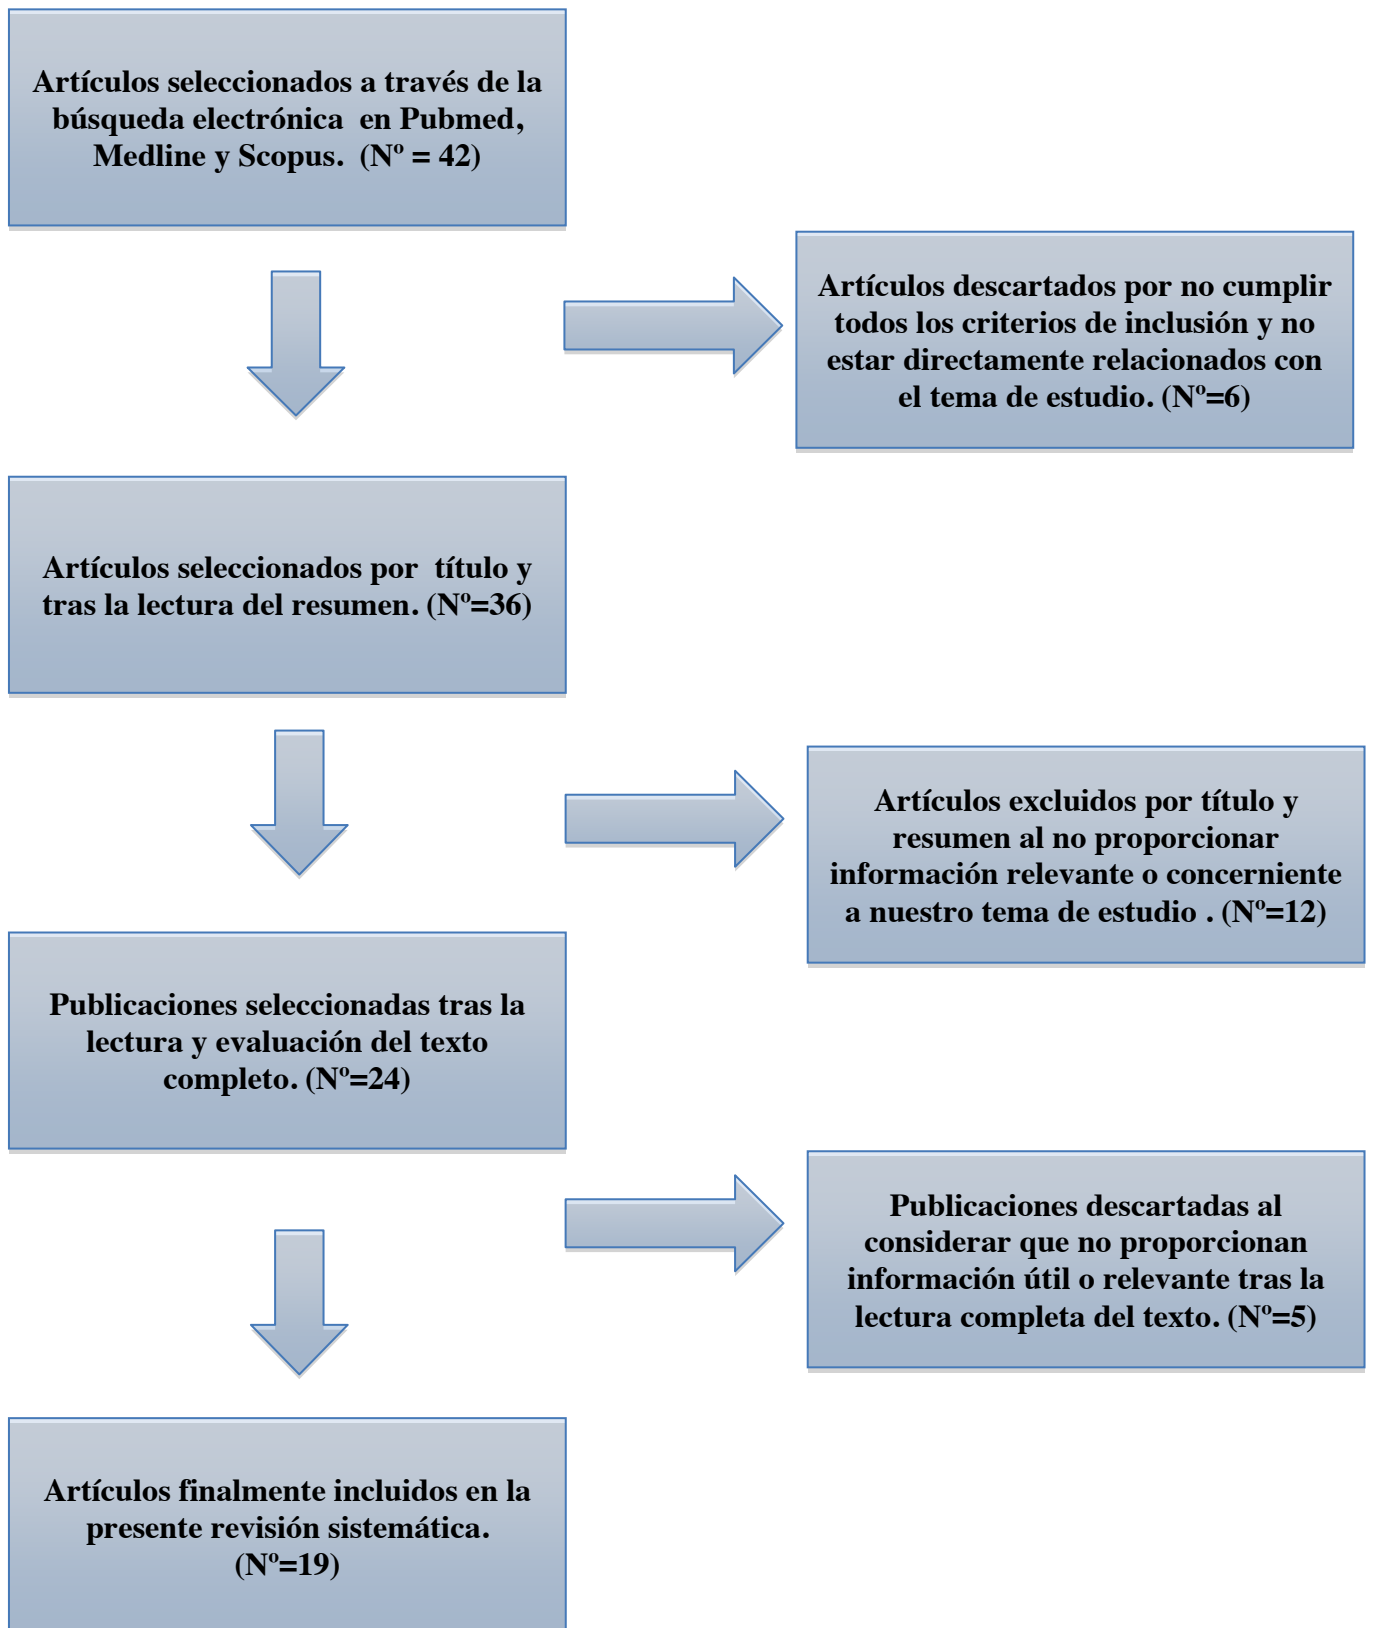 Artículos seleccionados a través de la
búsqueda electrónica  en Pubmed,
Medline y Scopus.  (Nº = 42)
Artículos descartados por no cumplir
todos los criterios de inclusión y no
estar directamente relacionados con
el tema de estudio. (Nº=6)
Artículos seleccionados por  título y
tras la lectura del resumen. (Nº=36)
Artículos excluidos por título y
resumen al no proporcionar
información relevante o concerniente
a nuestro tema de estudio . (Nº=12)
Publicaciones seleccionadas tras la
lectura y evaluación del texto
completo. (Nº=24)
Publicaciones descartadas al
considerar que no proporcionan
información útil o relevante tras la
lectura completa del texto. (Nº=5)
Artículos finalmente incluidos en la
presente revisión sistemática.
(Nº=19)